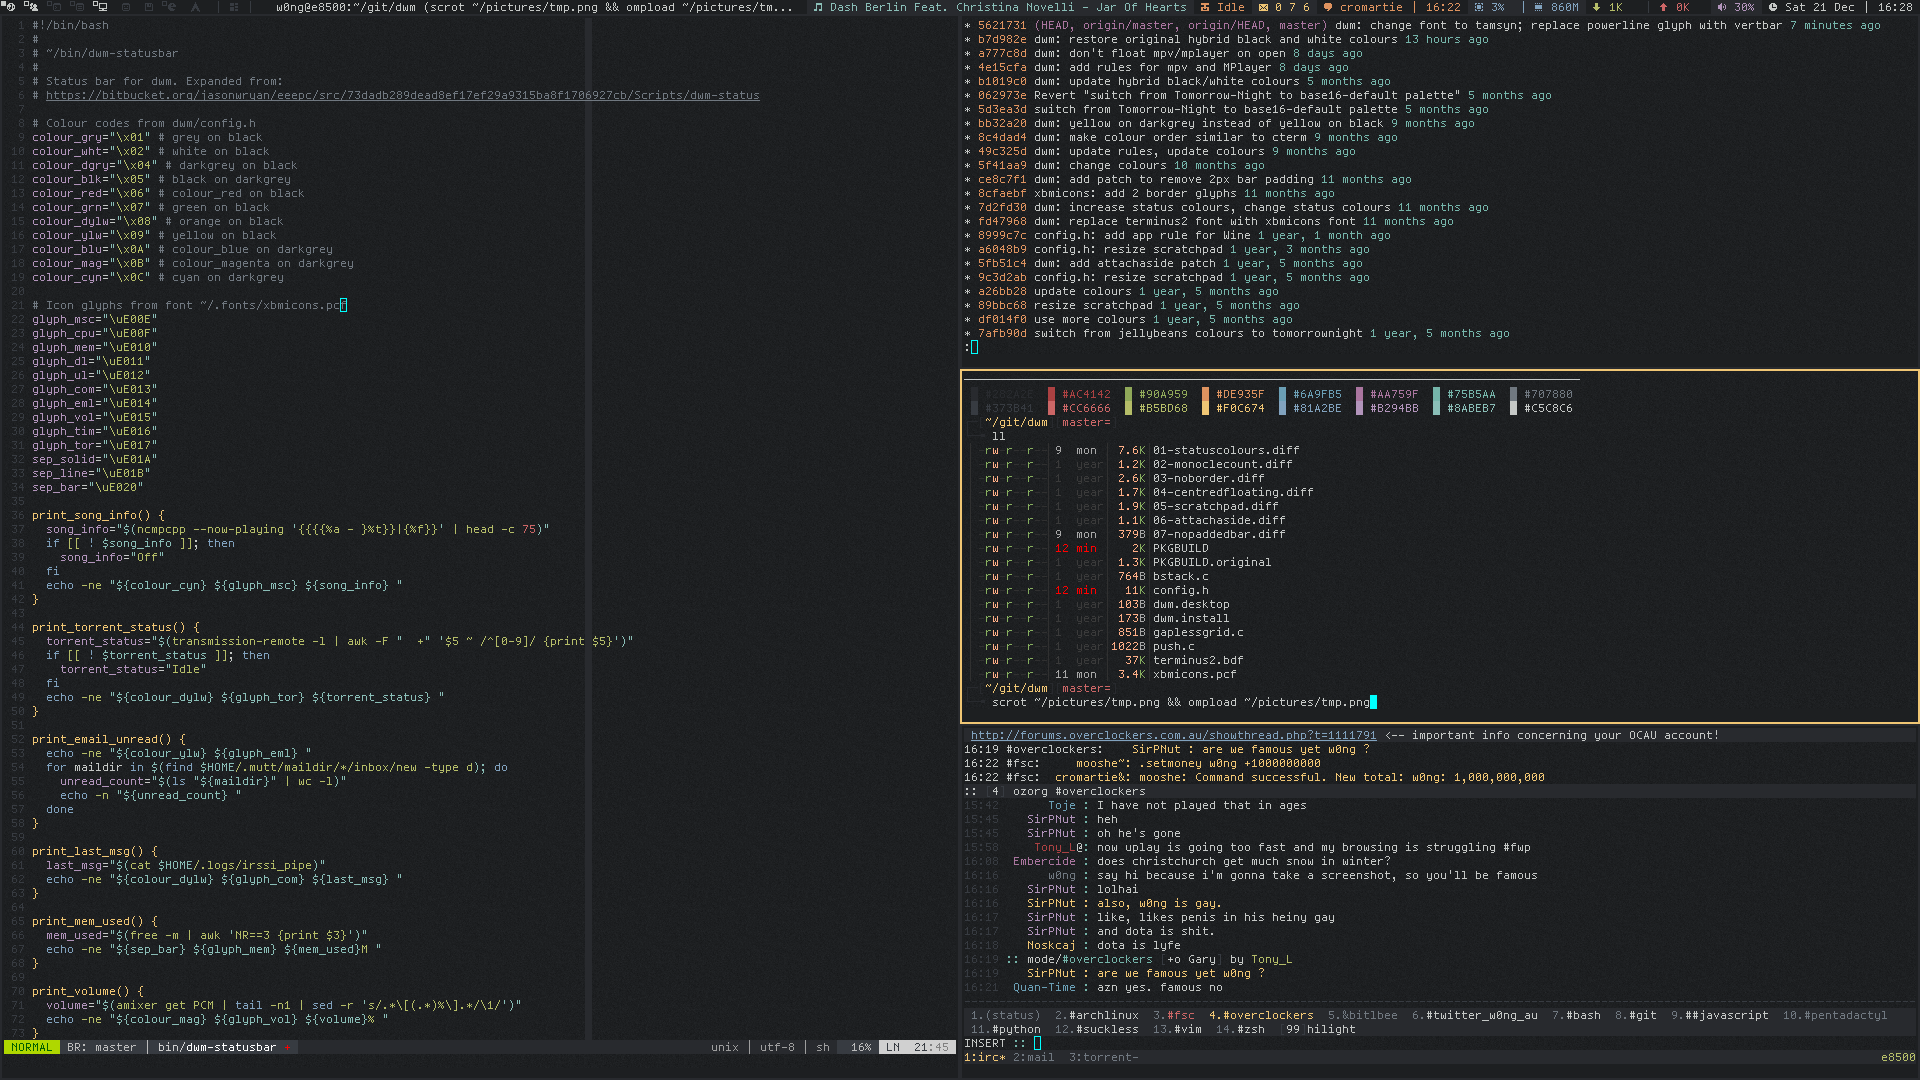 w0ng@e8500:~/git/dwm (scrot ~/pictures/tmp.png && ompload ~/pictures/tm...
Dash Berlin Feat. Christina Novelli - Jar Of Hearts
Idle
0 7 6
cromartie | 16:22
3% | 860M
1K | 0K
30%
Sat 21 Dec | 16:28
1 #!/bin/bash
2 #
3 # ~/bin/dwm-statusbar
4 #
5 # Status bar for dwm. Expanded from:
6 # https://bitbucket.org/jasonwryan/eeepc/src/73dadb289dead8ef17ef29a9315ba8f1706927cb/Scripts/dwm-status
7
8 # Colour codes from dwm/config.h
9 colour_gry="\x01" # grey on black
10 colour_wht="\x02" # white on black
11 colour_dgry="\x04" # darkgrey on black
12 colour_blk="\x05" # black on darkgrey
13 colour_red="\x06" # colour_red on black
14 colour_grn="\x07" # green on black
15 colour_dylw="\x08" # orange on black
16 colour_ylw="\x09" # yellow on black
17 colour_blu="\x0A" # colour_blue on darkgrey
18 colour_mag="\x0B" # colour_magenta on darkgrey
19 colour_cyn="\x0C" # cyan on darkgrey
20
21 # Icon glyphs from font ~/.fonts/xbmicons.pcf
22 glyph_msc="\uE00E"
23 glyph_cpu="\uE00F"
24 glyph_mem="\uE010"
25 glyph_dl="\uE011"
26 glyph_ul="\uE012"
27 glyph_com="\uE013"
28 glyph_eml="\uE014"
29 glyph_vol="\uE015"
30 glyph_tim="\uE016"
31 glyph_tor="\uE017"
32 sep_solid="\uE01A"
33 sep_line="\uE01B"
34 sep_bar="\uE020"
35
36 print_song_info() {
37 song_info="$(ncmpcpp --now-playing '{{{{%a - }%t}}|{%f}}' | head -c 75)"
38 if [[ ! $song_info ]]; then
39 song_info="Off"
40 fi
41 echo -ne "${colour_cyn} ${glyph_msc} ${song_info} "
42 }
43
44 print_torrent_status() {
45 torrent_status="$(transmission-remote -l | awk -F "  +" '$5 ~ /^[0-9]/ {print $5}')"
46 if [[ ! $torrent_status ]]; then
47 torrent_status="Idle"
48 fi
49 echo -ne "${colour_dylw} ${glyph_tor} ${torrent_status} "
50 }
51
52 print_email_unread() {
53 echo -ne "${colour_ylw} ${glyph_eml} "
54 for maildir in $(find $HOME/.mutt/maildir/*/inbox/new -type d); do
55 unread_count="$(ls "${maildir}" | wc -l)"
56 echo -n "${unread_count} "
57 done
58 }
59
60 print_last_msg() {
61 last_msg="$(cat $HOME/.logs/irssi_pipe)"
62 echo -ne "${colour_dylw} ${glyph_com} ${last_msg} "
63 }
64
65 print_mem_used() {
66 mem_used="$(free -m | awk 'NR==3 {print $3}')"
67 echo -ne "${sep_bar} ${glyph_mem} ${mem_used}M "
68 }
69
70 print_volume() {
71 volume="$(amixer get PCM | tail -n1 | sed -r 's/.*\[(.*)%\].*/\1/')"
72 echo -ne "${colour_mag} ${glyph_vol} ${volume}% "
73 }
NORMAL BR: master | bin/dwm-statusbar - unix | utf-8 | sh 16% LN 21:45
* 5621731 (HEAD, origin/master, origin/HEAD, master) dwm: change font to tamsyn; replace powerline glyph with vertbar 7 minutes ago
* b7d982e dwm: restore original hybrid black and white colours 13 hours ago
* a777c8d dwm: don't float mpv/mplayer on open 8 days ago
* 4e15cfa dwm: add rules for mpv and MPlayer 8 days ago
* b1019c0 dwm: update hybrid black/white colours 5 months ago
* 062973e Revert "switch from Tomorrow-Night to base16-default palette" 5 months ago
* 5d3ea3d switch from Tomorrow-Night to base16-default palette 5 months ago
* bb32a20 dwm: yellow on darkgrey instead of yellow on black 9 months ago
* 8c4dad4 dwm: make colour order similar to cterm 9 months ago
* 49c325d dwm: update rules, update colours 9 months ago
* 5f41aa9 dwm: change colours 10 months ago
* ce8c7f1 dwm: add patch to remove 2px bar padding 11 months ago
* 8cfaebf xbmicons: add 2 border glyphs 11 months ago
* 7d2fd30 dwm: increase status colours, change status colours 11 months ago
* fd47968 dwm: replace terminus2 font with xbmicons font 11 months ago
* 8999c7c config.h: add app rule for Wine 1 year, 1 month ago
* a6048b9 config.h: resize scratchpad 1 year, 3 months ago
* 5fb51c4 dwm: add attachaside patch 1 year, 5 months ago
* 9c3d2ab config.h: resize scratchpad 1 year, 5 months ago
* a26bb28 update colours 1 year, 5 months ago
* 89bbc68 resize scratchpad 1 year, 5 months ago
* df014f0 use more colours 1 year, 5 months ago
* 7afb90d switch from jellybeans colours to tomorrownight 1 year, 5 months ago
:
#282A2E #AC4142 #90A959 #DE935F #6A9FB5 #AA759F #75B5AA #707880
#373B41 #CC6666 #B5BD68 #F0C674 #81A2BE #B294BB #8ABEB7 #C5C8C6
~/git/dwm master=
ll
rw-r--r-- 9 mon 7.6K 01-statuscolours.diff
rw-r--r-- 1 year 1.2K 02-monoclecount.diff
rw-r--r-- 1 year 2.6K 03-noborder.diff
rw-r--r-- 1 year 1.7K 04-centredfloating.diff
rw-r--r-- 1 year 1.9K 05-scratchpad.diff
rw-r--r-- 1 year 1.1K 06-attachaside.diff
rw-r--r-- 9 mon 379B 07-nopaddedbar.diff
rw-r--r-- 12 min 2K PKGBUILD
rw-r--r-- 1 year 1.3K PKGBUILD.original
rw-r--r-- 1 year 764B bstack.c
rw-r--r-- 12 min 11K config.h
rw-r--r-- 1 year 103B dwm.desktop
rw-r--r-- 1 year 173B dwm.install
rw-r--r-- 1 year 851B gaplessgrid.c
rw-r--r-- 1 year 1022B push.c
rw-r--r-- 1 year 37K terminus2.bdf
rw-r--r-- 11 mon 3.4K xbmicons.pcf
~/git/dwm master=
scrot ~/pictures/tmp.png && ompload ~/pictures/tmp.png
http://forums.overclockers.com.au/showthread.php?t=1111791 <-- important info concerning your OCAU account!
16:19 #overclockers: SirPNut : are we famous yet w0ng ?
16:22 #fsc: mooshe~: .setmoney w0ng +1000000000
16:22 #fsc: cromartie&: mooshe: Command successful. New total: w0ng: 1,000,000,000
:: [4] ozorg #overclockers
15:42 Toje : I have not played that in ages
15:45 SirPNut : heh
15:45 SirPNut : oh he's gone
15:58 Tony_L@: now uplay is going too fast and my browsing is struggling #fwp
16:08 Embercide : does christchurch get much snow in winter?
16:16 w0ng : say hi because i'm gonna take a screenshot, so you'll be famous
16:16 SirPNut : lolhai
16:16 SirPNut : also, w0ng is gay.
16:17 SirPNut : like, likes penis in his heiny gay
16:17 SirPNut : and dota is shit.
16:18 Noskcaj : dota is lyfe
16:19 :: mode/#overclockers [+o Gary] by Tony_L
16:19 SirPNut : are we famous yet w0ng ?
16:21 Quan-Time : azn yes. famous no
1.(status) 2.#archlinux 3.#fsc 4.#overclockers 5.&bitlbee 6.#twitter_w0ng_au 7.#bash 8.#git 9.##javascript 10.#pentadactyl
11.#python 12.#suckless 13.#vim 14.#zsh [99]hilight
INSERT ::
1:irc* 2:mail 3:torrent- e8500